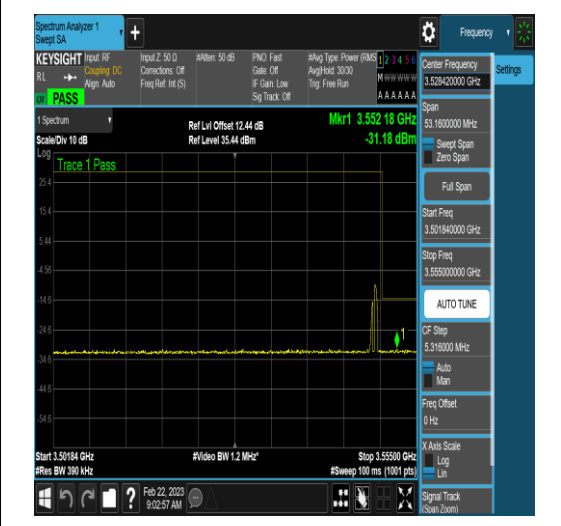 Spectrum Analyzer 1
Swept SA
+
Frequency
KEYSIGHT
RL
Input: RF
Coupling: DC
Align: Auto
Input Z: 50 Ω
Corrections: Off
Freq Ref: Int (S)
#Atten: 50 dB
PNO: Fast
Gate: Off
IF Gain: Low
Sig Track: Off
#Avg Type: Power (RMS
Avg|Hold: 30/30
Trig: Free Run
1 2 3 4 5 6
M W W W W W
A A A A A A
PASS
Center Frequency
3.528420000 GHz
Settings
Span
53.1600000 MHz
Swept Span
Zero Span
Full Span
Start Freq
3.501840000 GHz
Stop Freq
3.555000000 GHz
AUTO TUNE
CF Step
5.316000 MHz
Auto
Man
Freq Offset
0 Hz
X Axis Scale
Log
Lin
Signal Track
(Span Zoom)
1 Spectrum
Scale/Div 10 dB
Ref Lvl Offset 12.44 dB
Ref Level 35.44 dBm
Mkr1 3.552 18 GHz
-31.18 dBm
Log
Trace 1 Pass
25.4
15.4
5.44
-4.56
-14.6
-24.6
-34.6
-44.6
-54.6
1
Start 3.50184 GHz
#Res BW 390 kHz
#Video BW 1.2 MHz*
Stop 3.55500 GHz
#Sweep 100 ms (1001 pts)
?
Feb 22, 2023
9:02:57 AM